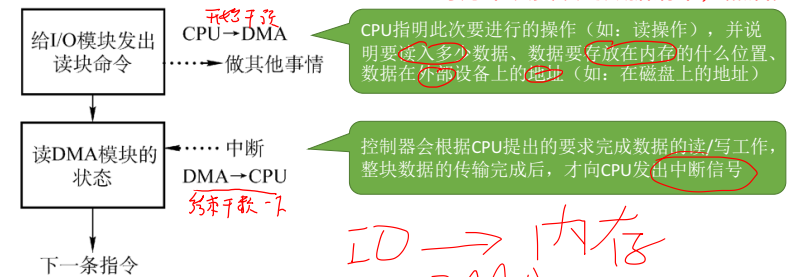 开始干预
给I/O模块发出
读块命令
CPU→DMA
做其他事情
CPU指明此次要进行的操作（如：读操作），并说
明要读入多少数据、数据要存放在内存的什么位置、
数据在外部设备上的地址（如：在磁盘上的地址）
读DMA模块的
状态
中断
DMA→CPU
结束干预一下
控制器会根据CPU提出的要求完成数据的读/写工作，
整块数据的传输完成后，才向CPU发出中断信号
IO → 内存
下一条指令